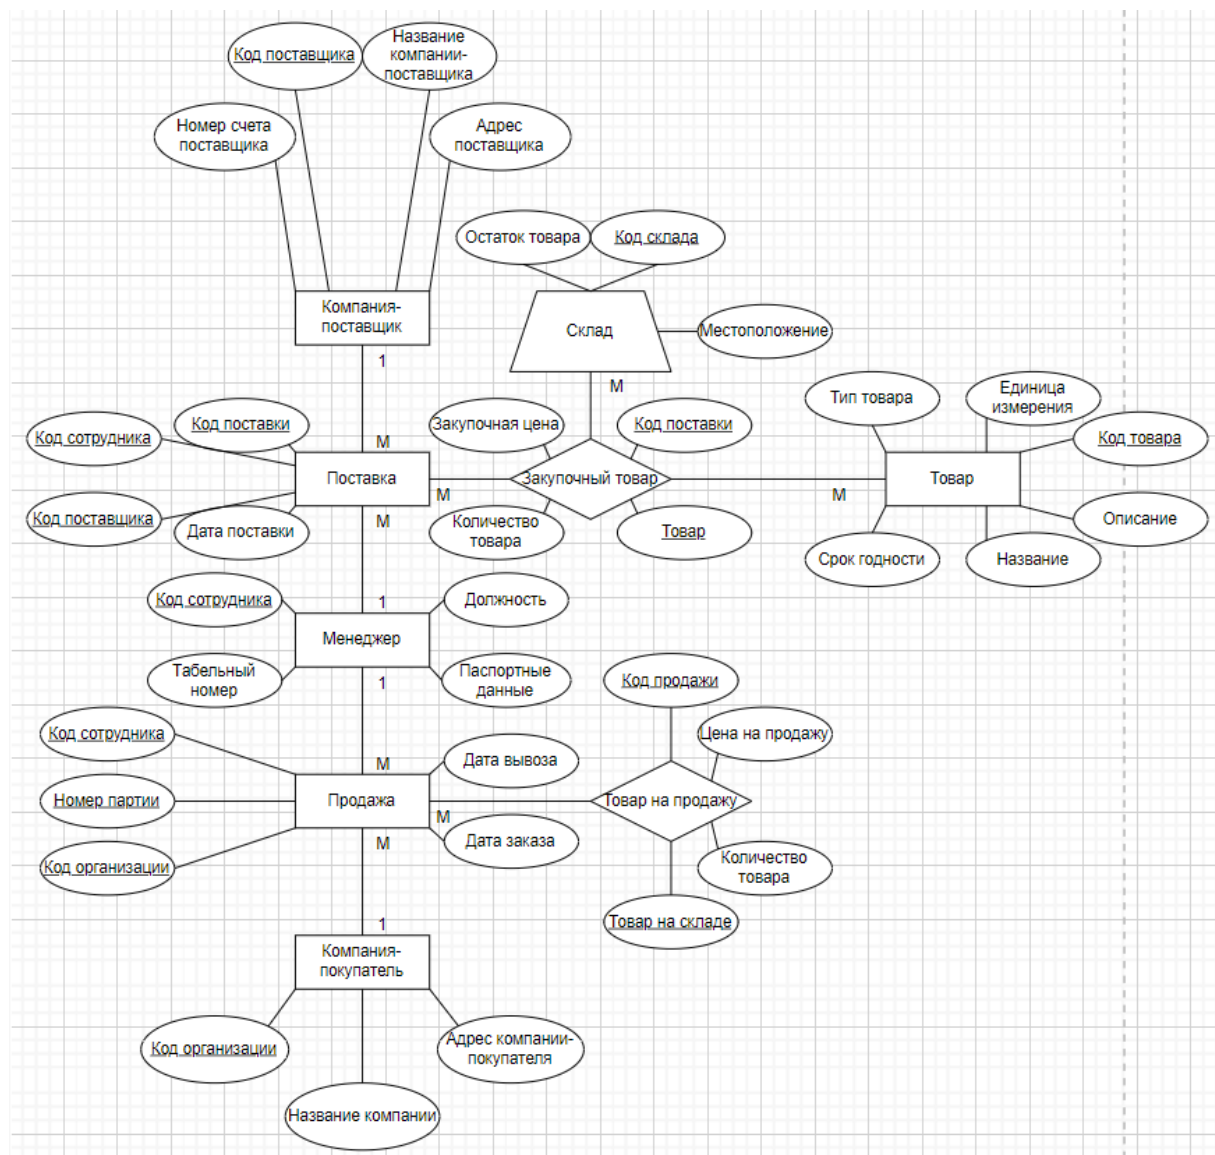 Код поставщика
Название
компании-
поставщика
Номер счета
поставщика
Адрес
поставщика
Остаток товара
Код склада
Компания-
поставщик
Склад
Местоположение
1
М
Тип товара
Единица
измерения
Код сотрудника
Код поставки
Закупочная цена
Код поставки
Код товара
М
Поставка
Закупочный товар
Товар
М
М
Код поставщика
Дата поставки
М
Количество
товара
Товар
Описание
Срок годности
Название
Код сотрудника
1
Должность
Менеджер
Табельный
номер
1
Паспортные
данные
Код продажи
Код сотрудника
Дата вывоза
Цена на продажу
М
Номер партии
Продажа
Товар на продажу
М
Код организации
М
Дата заказа
Количество
товара
1
Товар на складе
Компания-
покупатель
Код организации
Адрес компании-
покупателя
Название компании